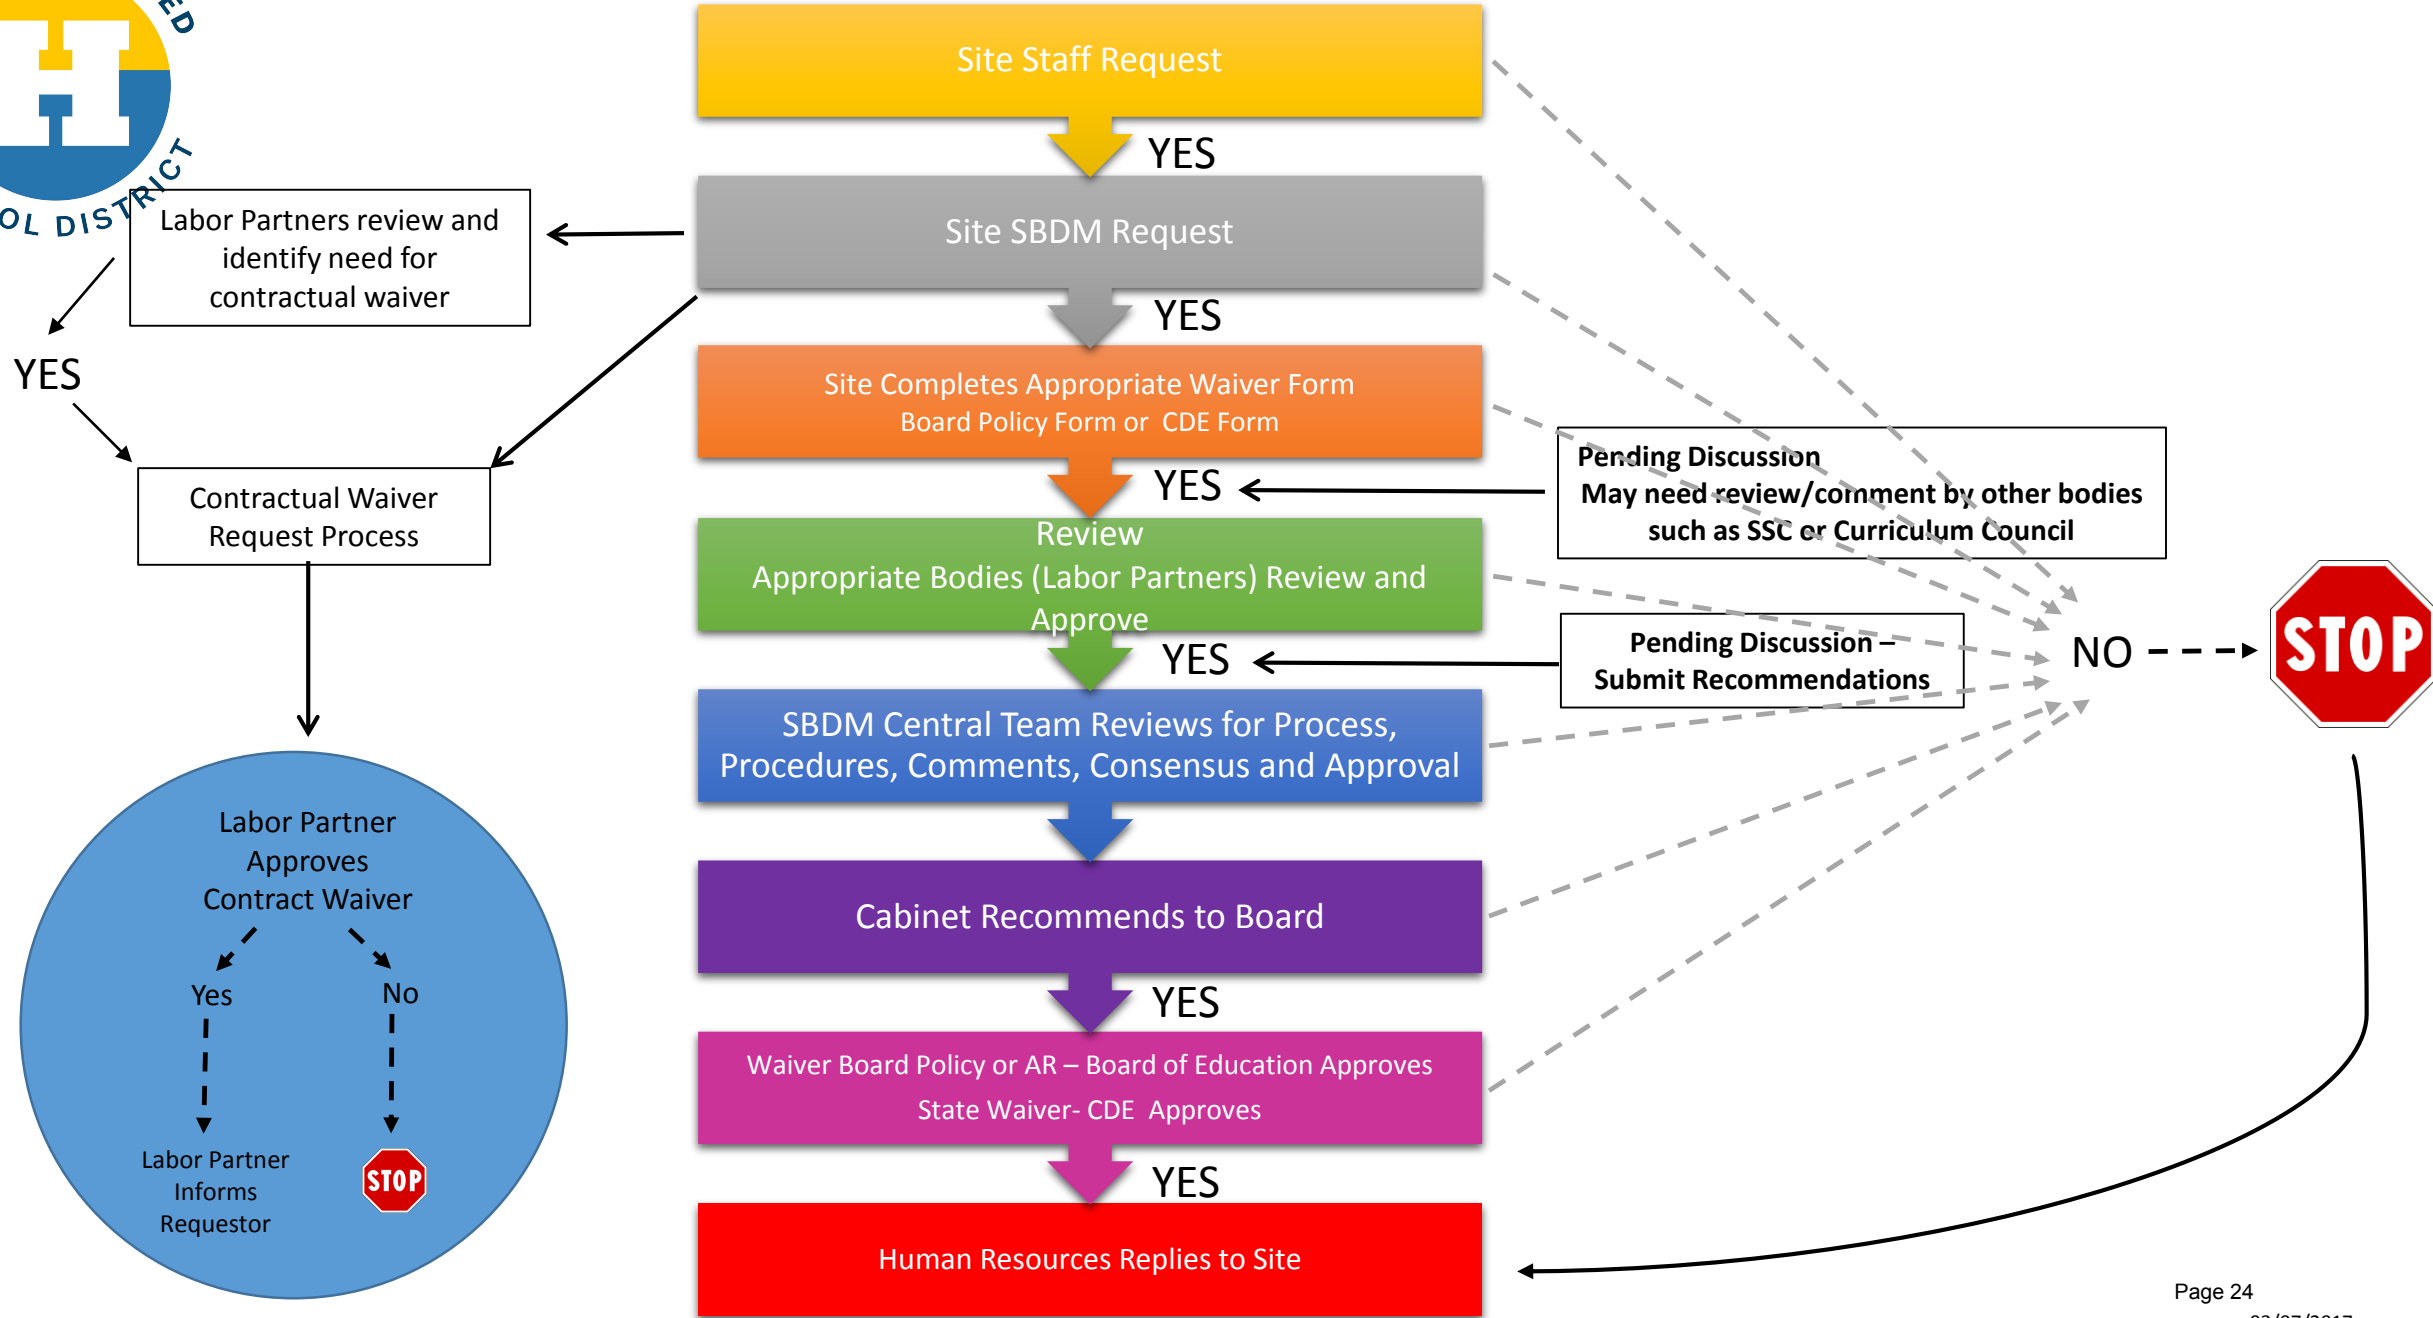 ED
OL DISTRICT
Site Staff Request
YES
Site SBDM Request
Labor Partners review and
identify need for
contractual waiver
YES
YES
Site Completes Appropriate Waiver Form
Board Policy Form or CDE Form
Pending Discussion
May need review/comment by other bodies
such as SSC or Curriculum Council
YES
Contractual Waiver
Request Process
Review
Appropriate Bodies (Labor Partners) Review and
Approve
Pending Discussion –
Submit Recommendations
YES
NO
STOP
SBDM Central Team Reviews for Process,
Procedures, Comments, Consensus and Approval
Labor Partner
Approves
Contract Waiver
Yes
No
Labor Partner
Informs
Requestor
STOP
Cabinet Recommends to Board
YES
Waiver Board Policy or AR – Board of Education Approves
State Waiver- CDE Approves
YES
Human Resources Replies to Site
Page 24